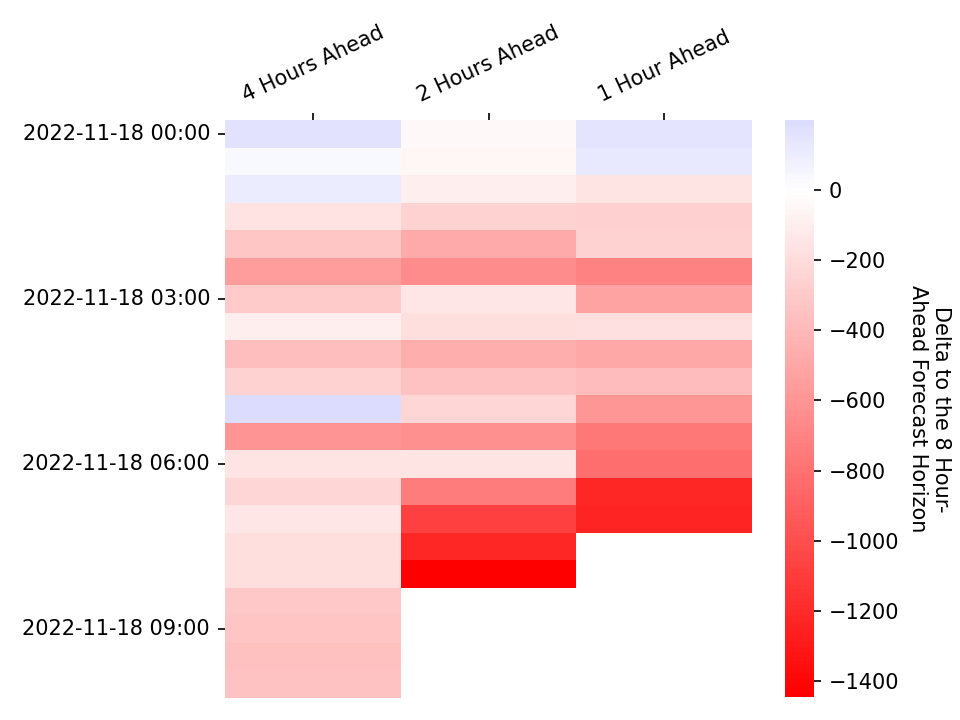 4 Hours Ahead
2 Hours Ahead
1 Hour Ahead
2022-11-18 00:00
2022-11-18 03:00
2022-11-18 06:00
2022-11-18 09:00
0
−200
−400
−600
−800
−1000
−1200
−1400
Delta to the 8 Hour-
Ahead Forecast Horizon